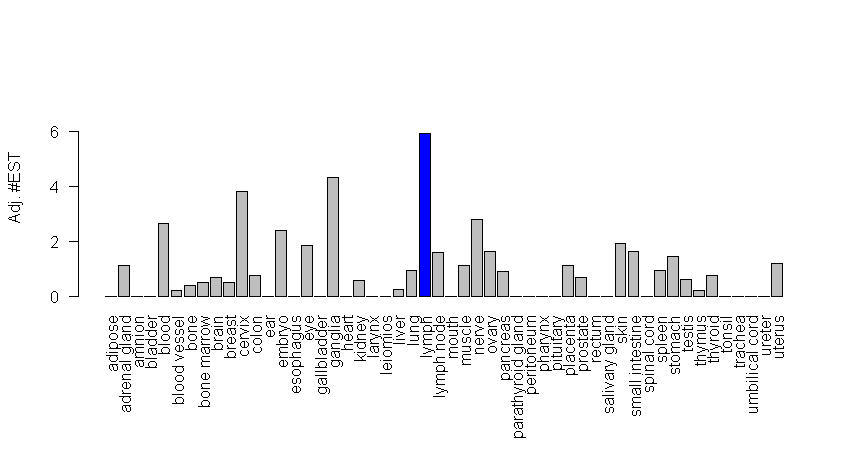 Adj. #EST
6
4
2
0
adipose
adrenal gland
amnion
bladder
blood
blood vessel
bone
bone marrow
brain
breast
cervix
colon
ear
embryo
esophagus
eye
gallbladder
ganglia
heart
kidney
larynx
leiomios
liver
lung
lymph
lymph node
mouth
muscle
nerve
ovary
pancreas
parathyroid gland
peritoneum
pharynx
pituitary
placenta
prostate
rectum
salivary gland
skin
small intestine
spinal cord
spleen
stomach
testis
thymus
thyroid
tonsil
trachea
umbilical cord
ureter
uterus